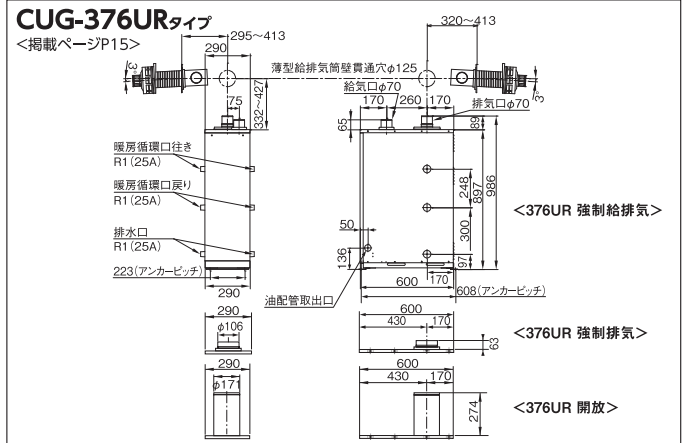 CUG-376URタイプ
<掲載ページP15>
295~413
290
320~413
3°
薄型給排気筒壁貫通穴φ125
給気口φ70
排気口φ70
3°
75
332~427
170
260
170
65
89
暖房循環口往き
R1(25A)
暖房循環口戻り
R1(25A)
排水口
R1(25A)
223(アンカーピッチ)
290
50
136
油配管取出口
248
300
97
897
986
170
600
608(アンカーピッチ)
<376UR 強制給排気>
290
φ106
600
430
170
63
<376UR 強制排気>
290
φ171
600
430
170
274
<376UR 開放>